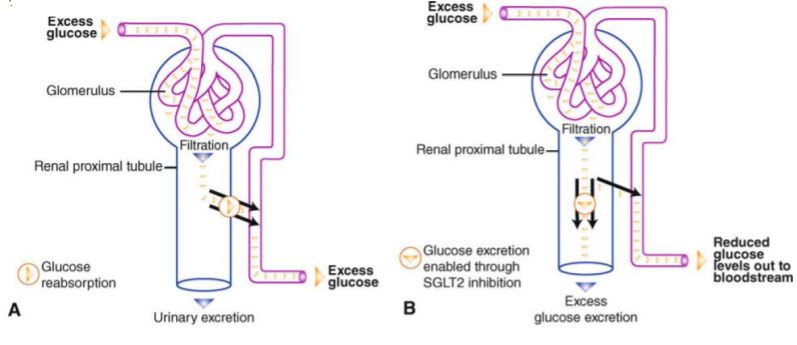 Excess
glucose
Glomerulus
Filtration
Renal proximal tubule
Glucose
reabsorption
Excess
glucose
A
Urinary excretion
Excess
glucose
Glomerulus
Filtration
Renal proximal tubule
Glucose excretion
enabled through
SGLT2 inhibition
Reduced
glucose
levels out to
bloodstream
B
Excess
glucose excretion